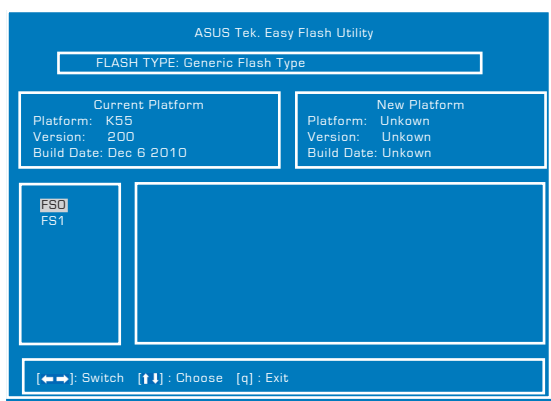 ASUS Tek. Easy Flash Utility
FLASH TYPE: Generic Flash Type
Current Platform
Platform: K55
Version: 200
Build Date: Dec 6 2010
New Platform
Platform: Unkown
Version: Unkown
Build Date: Unkown
FS0
FS1
[←→]: Switch [↑↓] : Choose [q] : Exit